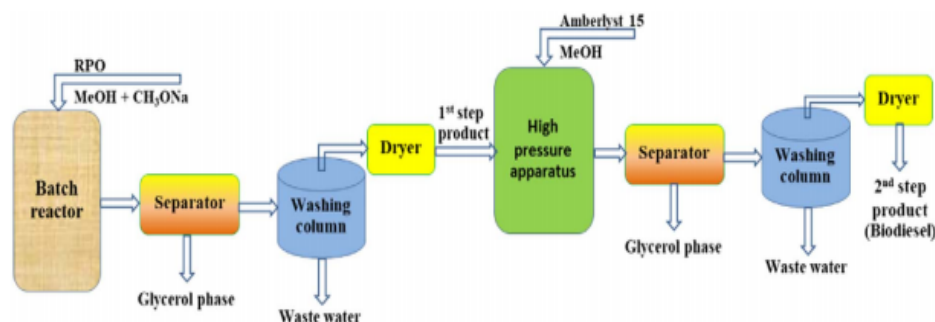 RPO
MeOH + CH₃ONa
Batch
reactor
Separator
Glycerol phase
Washing
column
Waste water
Dryer
1st step
product
Amberlyst 15
MeOH
High
pressure
apparatus
Separator
Glycerol phase
Washing
column
Waste water
Dryer
2nd step
product
(Biodiesel)